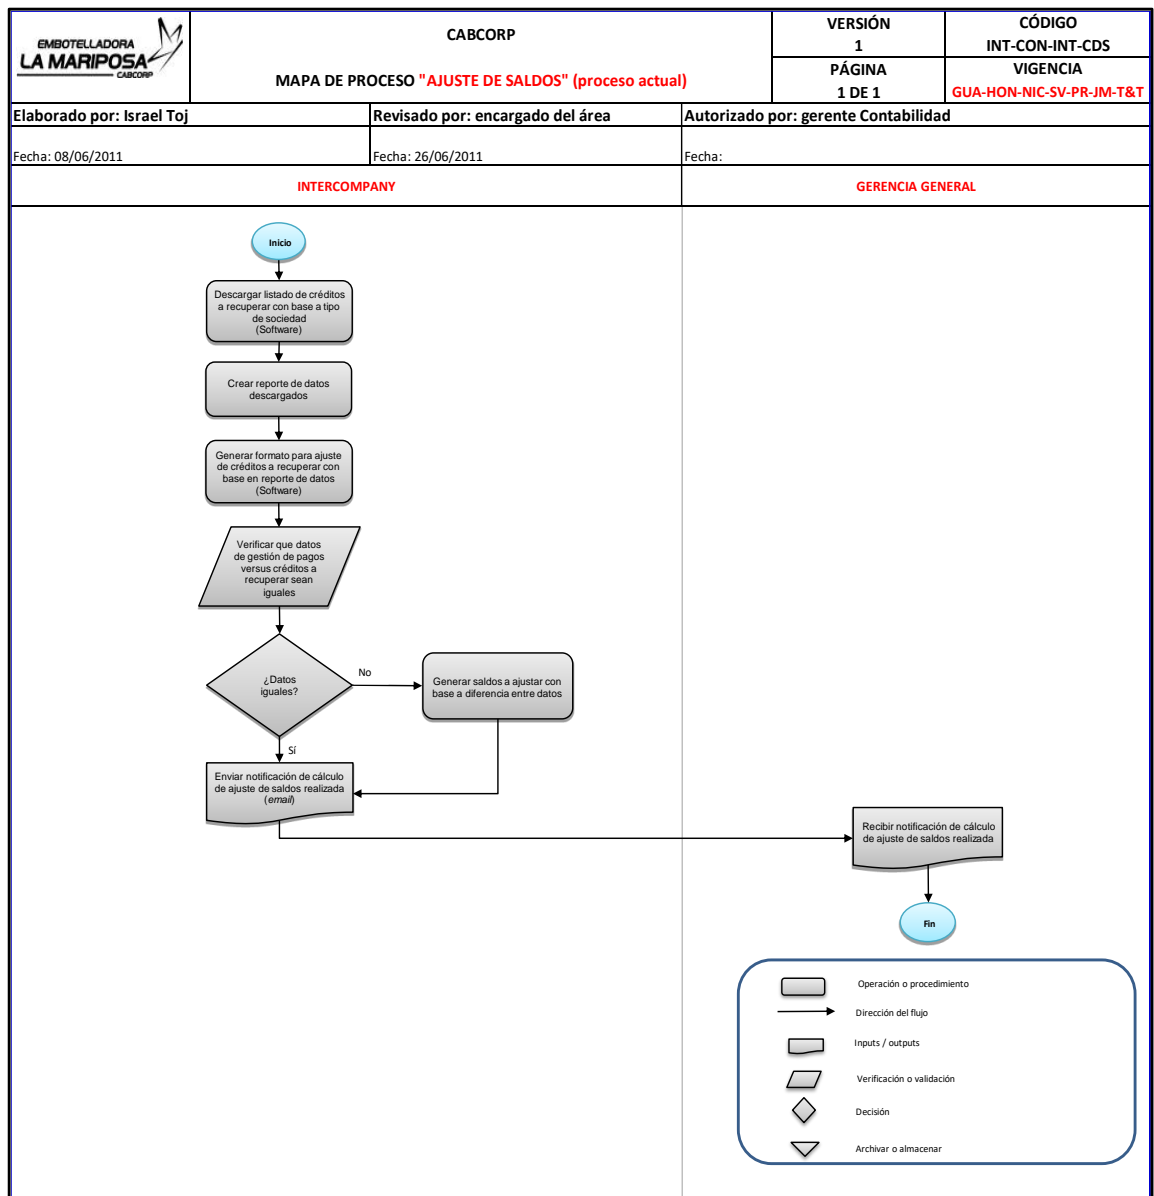 EMBOTELLADORA
LA MARIPOSA
CABCORP
CABCORP
MAPA DE PROCESO "AJUSTE DE SALDOS" (proceso actual)
VERSIÓN
1
CÓDIGO
INT-CON-INT-CDS
PÁGINA
1 DE 1
VIGENCIA
GUA-HON-NIC-SV-PR-JM-T&T
Elaborado por: Israel Toj
Revisado por: encargado del área
Autorizado por: gerente Contabilidad
Fecha: 08/06/2011
Fecha: 26/06/2011
Fecha:
INTERCOMPANY
GERENCIA GENERAL
Inicio
Descargar listado de créditos
a recuperar con base a tipo
de sociedad
(Software)
Crear reporte de datos
descargados
Generar formato para ajuste
de créditos a recuperar con
base en reporte de datos
(Software)
Verificar que datos
de gestión de pagos
versus créditos a
recuperar sean
iguales
¿Datos
iguales?
No
Generar saldos a ajustar con
base a diferencia entre datos
Sí
Enviar notificación de cálculo
de ajuste de saldos realizada
(email)
Recibir notificación de cálculo
de ajuste de saldos realizada
Fin
Operación o procedimiento
Dirección del flujo
Inputs / outputs
Verificación o validación
Decisión
Archivar o almacenar